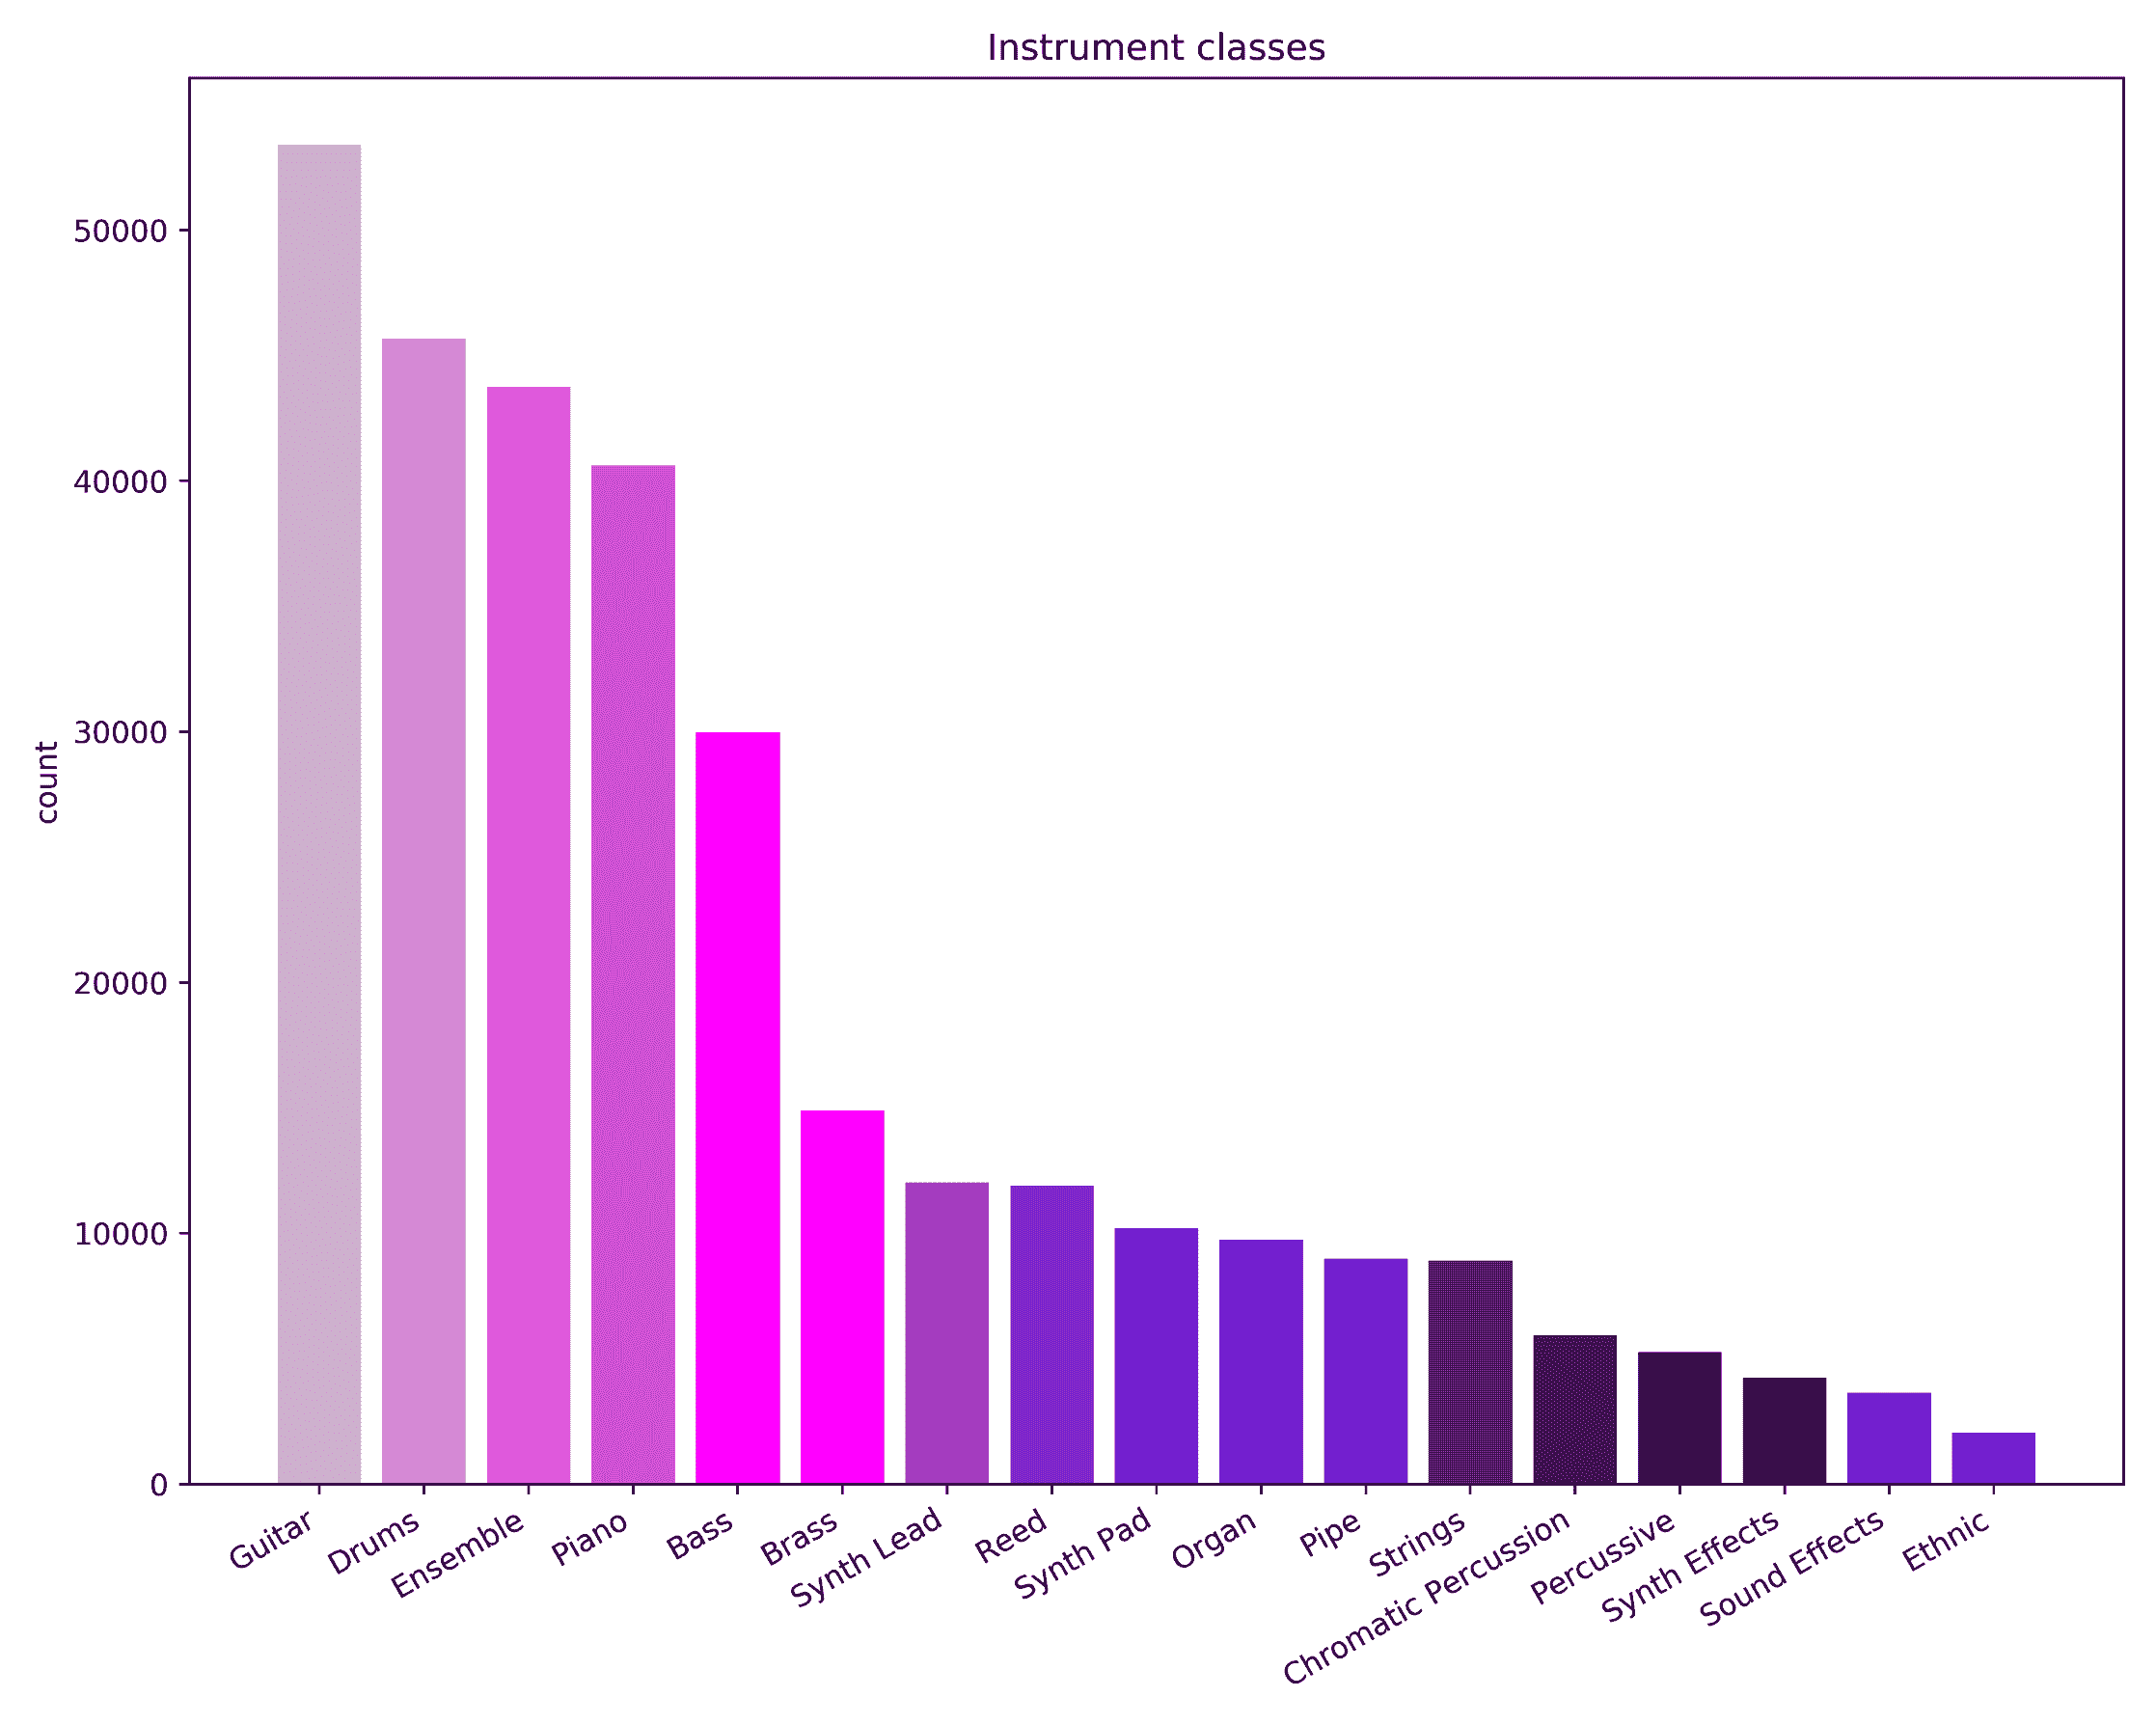 Instrument classes
count
50000
40000
30000
20000
10000
0
Guitar
Drums
Ensemble
Piano
Bass
Brass
Synth Lead
Reed
Synth Pad
Organ
Pipe
Strings
Chromatic Percussion
Percussive
Synth Effects
Sound Effects
Ethnic